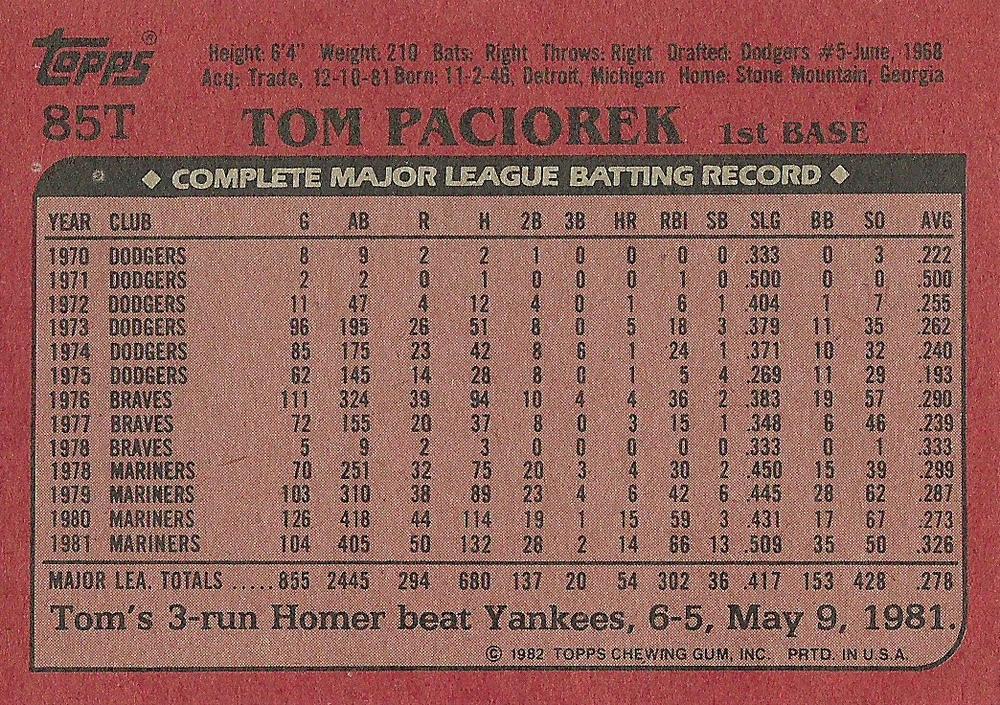 Topps® Height: 6'4" Weight: 210 Bats: Right Throws: Right Drafted: Dodgers #5-June, 1968
Acq: Trade, 12-10-81 Born: 11-2-46, Detroit, Michigan Home: Stone Mountain, Georgia
85T TOM PACIOREK 1st BASE
◆ COMPLETE MAJOR LEAGUE BATTING RECORD ◆
YEAR CLUB G AB R H 2B 3B HR RBI SB SLG BB SO AVG
1970 DODGERS 8 9 2 2 1 0 0 0 0 .333 0 3 .222
1971 DODGERS 2 2 0 1 0 0 0 1 0 .500 0 0 .500
1972 DODGERS 11 47 4 12 4 0 1 6 1 .404 1 7 .255
1973 DODGERS 96 195 26 51 8 0 5 18 3 .379 11 35 .262
1974 DODGERS 85 175 23 42 8 6 1 24 1 .371 10 32 .240
1975 DODGERS 62 145 14 28 8 0 1 5 4 .269 11 29 .193
1976 BRAVES 111 324 39 94 10 4 4 36 2 .383 19 57 .290
1977 BRAVES 72 155 20 37 8 0 3 15 1 .348 6 46 .239
1978 BRAVES 5 9 2 3 0 0 0 0 0 .333 0 1 .333
1978 MARINERS 70 251 32 75 20 3 4 30 2 .450 15 39 .299
1979 MARINERS 103 310 38 89 23 4 6 42 6 .445 28 62 .287
1980 MARINERS 126 418 44 114 19 1 15 59 3 .431 17 67 .273
1981 MARINERS 104 405 50 132 28 2 14 66 13 .509 35 50 .326
MAJOR LEA. TOTALS .....855 2445 294 680 137 20 54 302 36 .417 153 428 .278
Tom's 3-run Homer beat Yankees, 6-5, May 9, 1981.
© 1982 TOPPS CHEWING GUM, INC. PRTD. IN U.S.A.